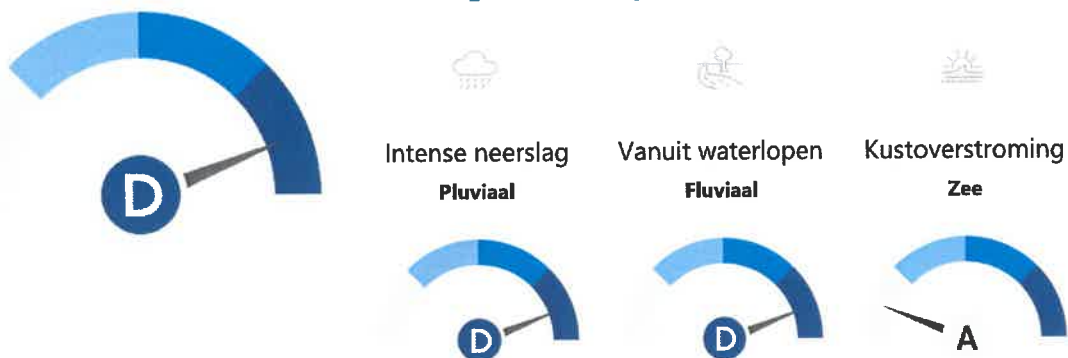 D
Intense neerslag
Pluviaal
D
Vanuit waterlopen
Fluviaal
D
Kustoverstroming
Zee
A